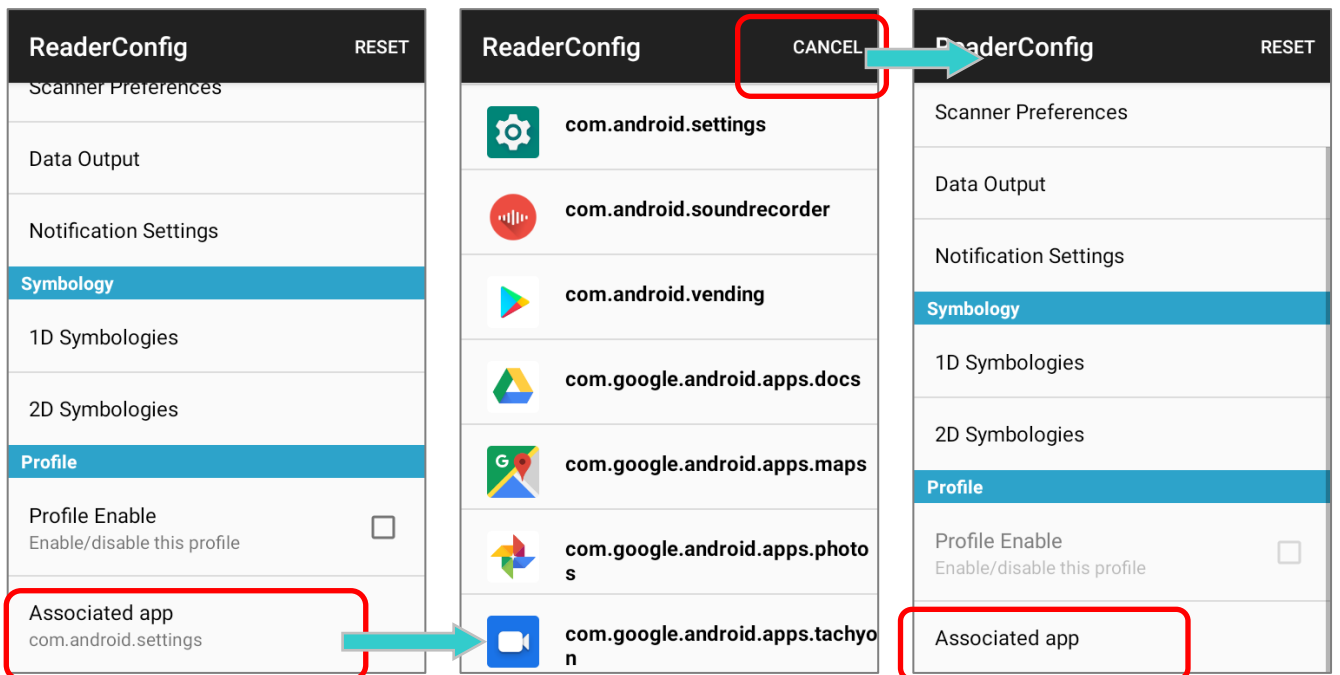 ReaderConfig
RESET
Scanner Preferences
Data Output
Notification Settings
Symbology
1D Symbologies
2D Symbologies
Profile
Profile Enable
Enable/disable this profile
Associated app
com.android.settings
ReaderConfig
CANCEL
com.android.settings
com.android.soundrecorder
com.android.vending
com.google.android.apps.docs
G
com.google.android.apps.maps
com.google.android.apps.photo
s
com.google.android.apps.tachyo
n
ReaderConfig
RESET
Scanner Preferences
Data Output
Notification Settings
Symbology
1D Symbologies
2D Symbologies
Profile
Profile Enable
Enable/disable this profile
Associated app